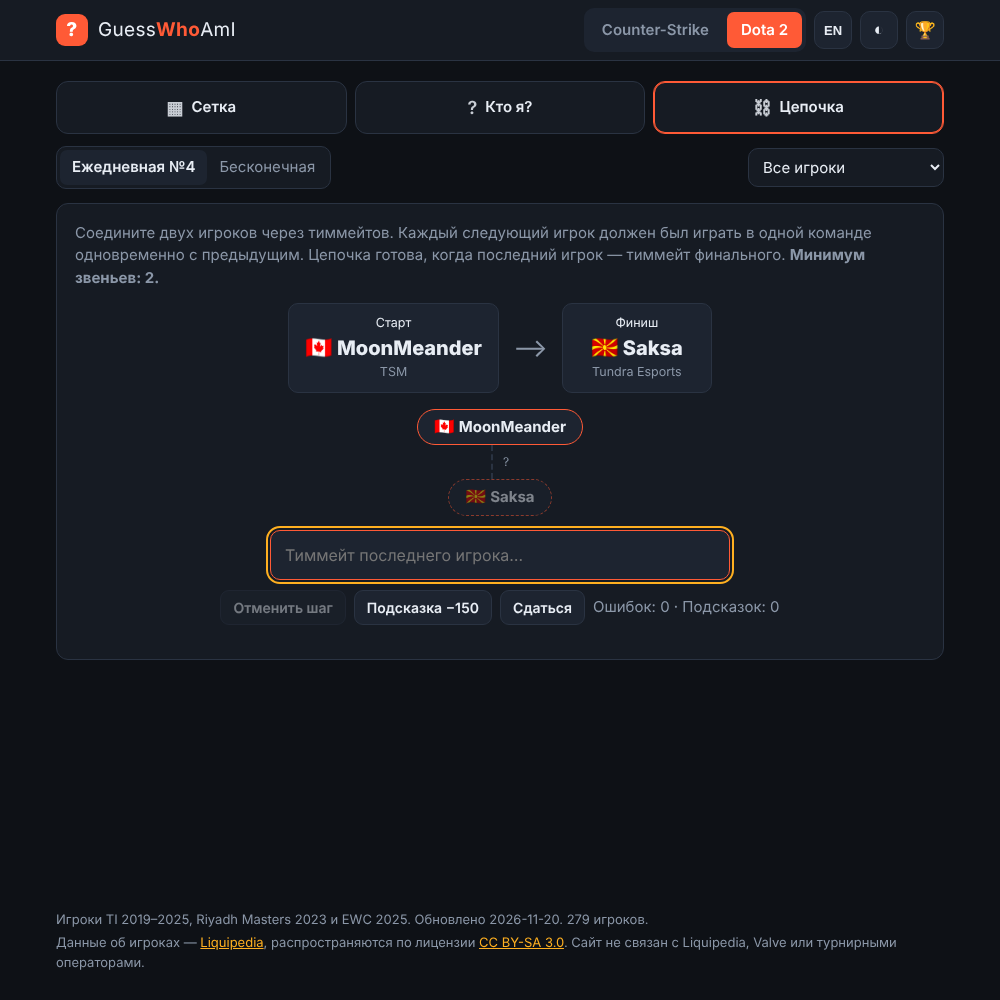 ? GuessWhoAmI
Counter-Strike Dota 2 EN
Сетка ? Кто я? Цепочка
Ежедневная №4 Бесконечная Все игроки
Соедините двух игроков через тиммейтов. Каждый следующий игрок должен был играть в одной команде
одновременно с предыдущим. Цепочка готова, когда последний игрок — тиммейт финального. Минимум
звеньев: 2.
Старт
MoonMeander
TSM
Финиш
Saksa
Tundra Esports
MoonMeander
?
Saksa
Тиммейт последнего игрока...
Отменить шаг Подсказка −150 Сдаться Ошибок: 0 · Подсказок: 0
Игроки TI 2019–2025, Riyadh Masters 2023 и EWC 2025. Обновлено 2026-11-20. 279 игроков.
Данные об игроках — Liquipedia, распространяются по лицензии CC BY-SA 3.0. Сайт не связан с Liquipedia, Valve или турнирными
операторами.